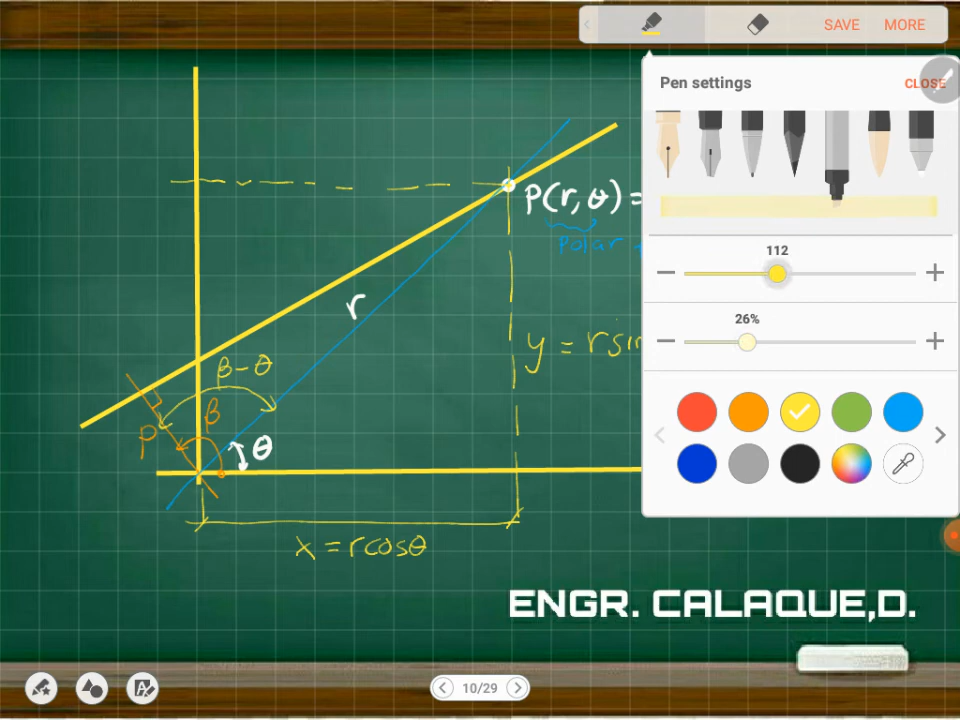 SAVE MORE
Pen settings CLOSE
P(r, θ) =
Polar
112
r
26%
y = rsin
β-θ
β
P
θ
x = rcosθ
ENGR. CALAQUE,D.
10/29